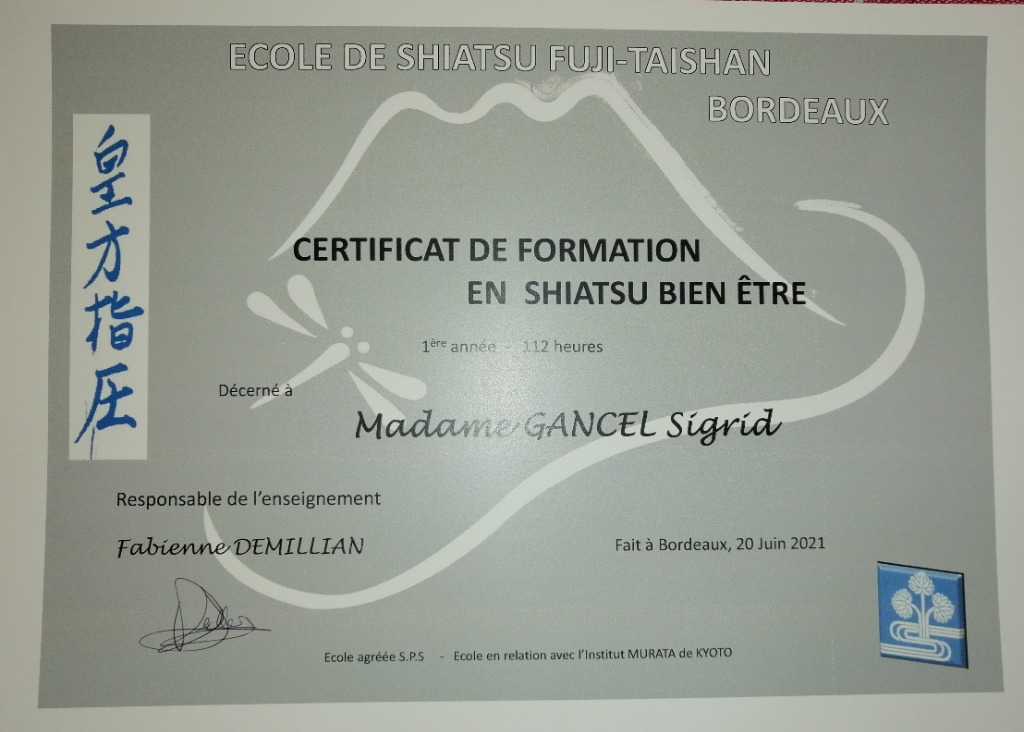 ECOLE DE SHIATSU FUJI-TAISHAN
BORDEAUX
皇方指圧
CERTIFICAT DE FORMATION
EN SHIATSU BIEN ÊTRE
1ère année - 112 heures
Décerné à
Madame GANCEL Sigrid
Responsable de l'enseignement
Fabienne DEMILLIAN
Fait à Bordeaux, 20 Juin 2021
Ecole agréée S.P.S - Ecole en relation avec l'Institut MURATA de KYOTO